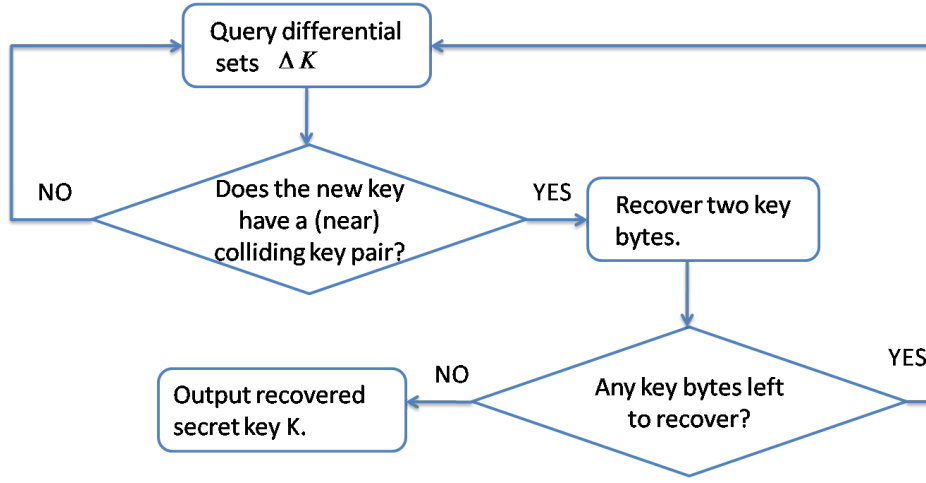 Query differential
sets ΔK
NO
Does the new key
have a (near)
colliding key pair?
YES
Recover two key
bytes.
YES
NO
Any key bytes left
to recover?
Output recovered
secret key K.